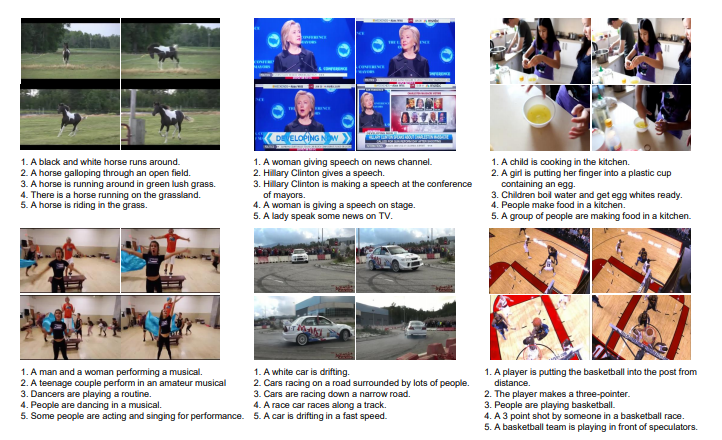 DEVELOPING NOW
1. A black and white horse runs around.
2. A horse galloping through an open field.
3. A horse is running around in green lush grass.
4. There is a horse running on the grassland.
5. A horse is riding in the grass.
1. A woman giving speech on news channel.
2. Hillary Clinton gives a speech.
3. Hillary Clinton is making a speech at the conference
of mayors.
4. A woman is giving a speech on stage.
5. A lady speak some news on TV.
1. A child is cooking in the kitchen.
2. A girl is putting her finger into a plastic cup
containing an egg.
3. Children boil water and get egg whites ready.
4. People make food in a kitchen.
5. A group of people are making food in a kitchen.
1. A man and a woman performing a musical.
2. A teenage couple perform in an amateur musical
3. Dancers are playing a routine.
4. People are dancing in a musical.
5. Some people are acting and singing for performance.
1. A white car is drifting.
2. Cars racing on a road surrounded by lots of people.
3. Cars are racing down a narrow road.
4. A race car races along a track.
5. A car is drifting in a fast speed.
1. A player is putting the basketball into the post from
distance.
2. The player makes a three-pointer.
3. People are playing basketball.
4. A 3 point shot by someone in a basketball race.
5. A basketball team is playing in front of speculators.